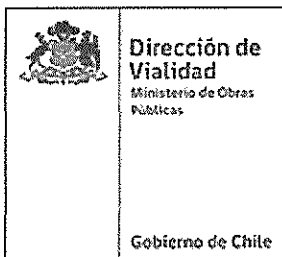 Dirección de
Vialidad
Ministerio de Obras
Públicas
Gobierno de Chile